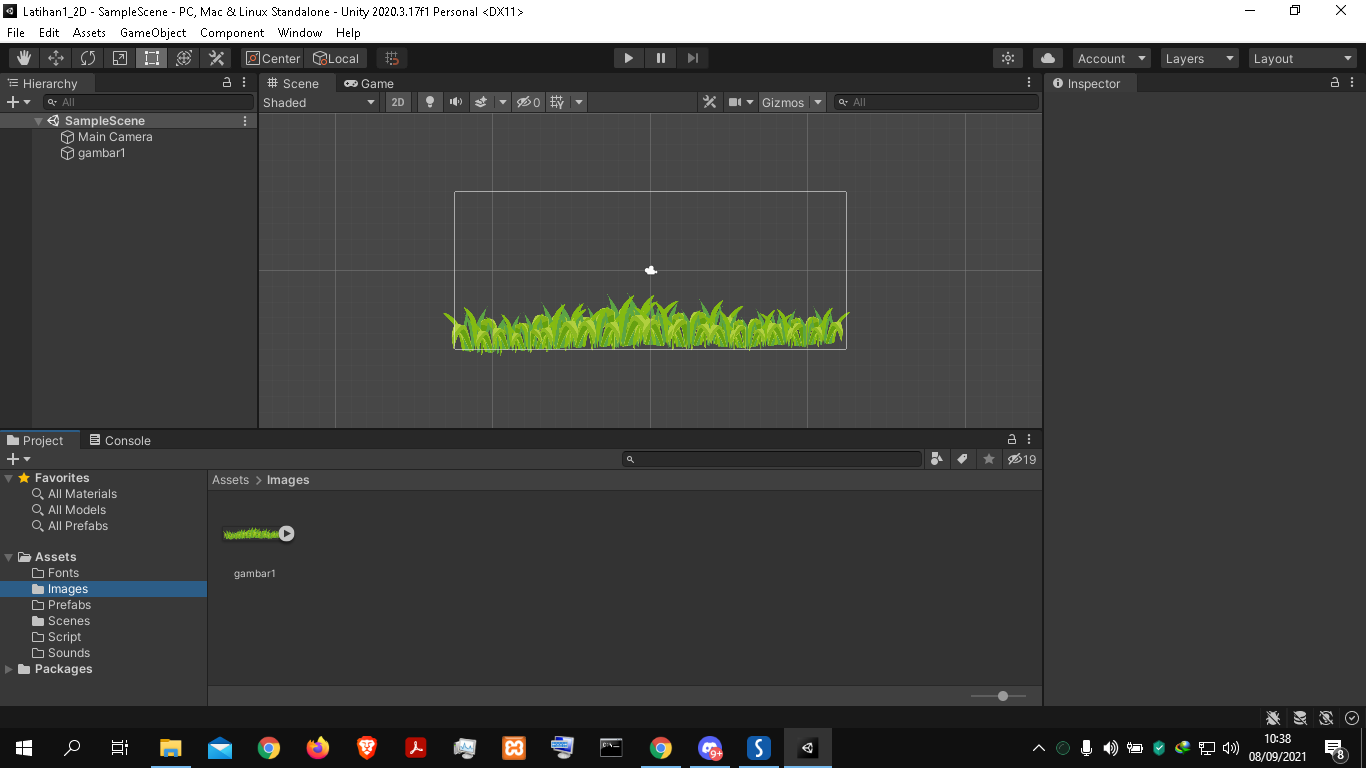 Latihan1_2D - SampleScene - PC, Mac & Linux Standalone - Unity 2020.3.17f1 Personal <DX11>
File Edit Assets GameObject Component Window Help
Center Local Account Layers Layout
Hierarchy Scene Game Inspector
All Shaded 2D 0 Gizmos All
SampleScene
Main Camera
gambar1
Project Console
19
Favorites Assets > Images
All Materials
All Models
All Prefabs
Assets
Fonts
gambar1
Images
Prefabs
Scenes
Script
Sounds
Packages
9+
10:38
08/09/2021
8